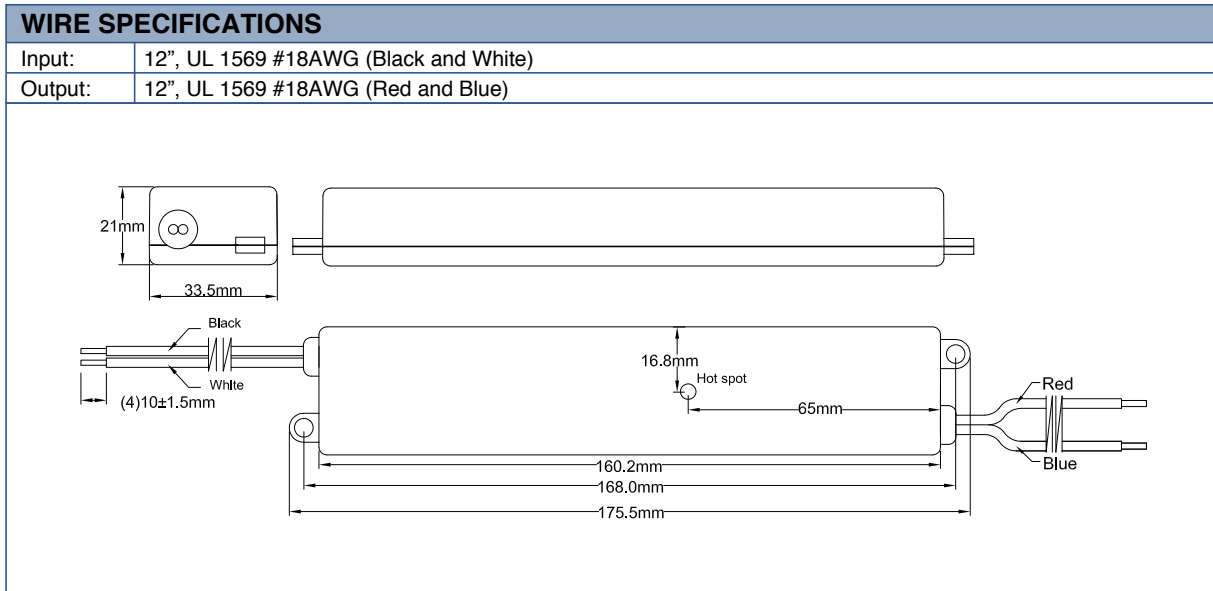 WIRE SPECIFICATIONS
Input: 12”, UL 1569 #18AWG (Black and White)
Output: 12”, UL 1569 #18AWG (Red and Blue)
21mm
33.5mm
Black
White
(4)10±1.5mm
16.8mm
Hot spot
65mm
Red
Blue
160.2mm
168.0mm
175.5mm